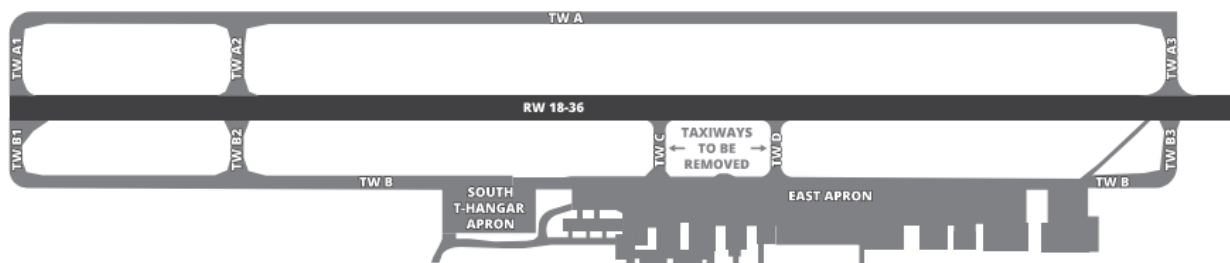 TW A
TW A1
TW A2
TW A3
RW 18-36
TW B1
TW B2
TW C
TAXIWAYS
TO BE
REMOVED
TW D
TW B3
TW B
SOUTH
T-HANGAR
APRON
EAST APRON
TW B